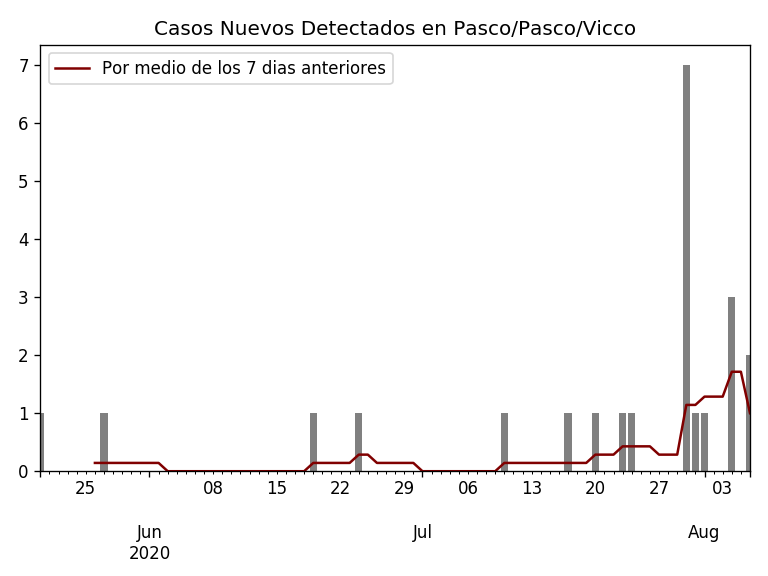 Casos Nuevos Detectados en Pasco/Pasco/Vicco
Por medio de los 7 dias anteriores
7
6
5
4
3
2
1
0
25 08 15 22 29 06 13 20 27 03
Jun Jul Aug
2020